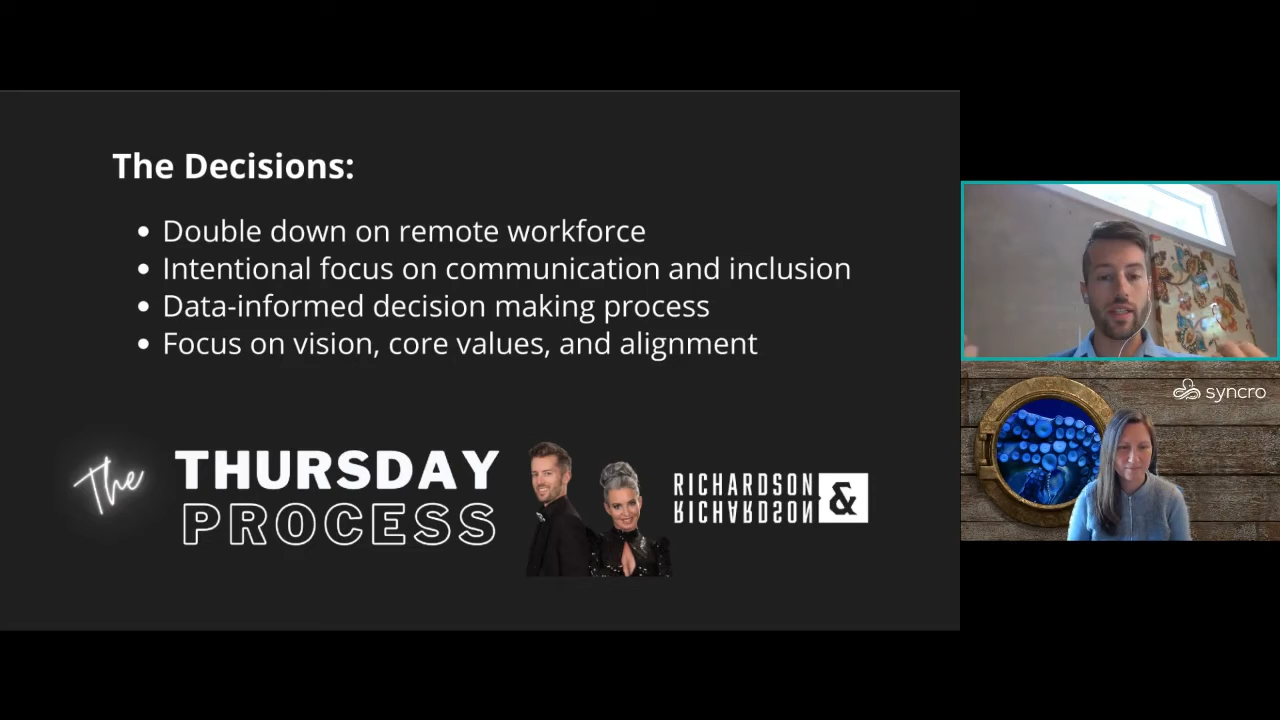 The Decisions:
Double down on remote workforce
Intentional focus on communication and inclusion
Data-informed decision making process
Focus on vision, core values, and alignment
The
THURSDAY
PROCESS
RICHARDSON
RICHARDSON
&
syncro